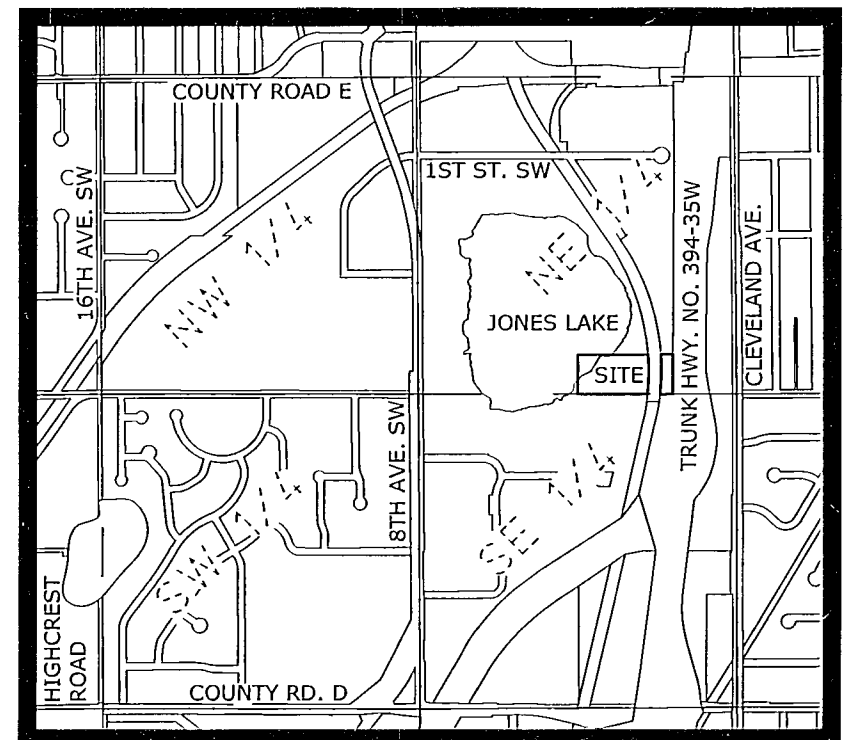 COUNTY ROAD E
1ST ST. SW
16TH AVE. SW
NW 1/4
NE 1/4
TRUNK HWY. NO. 394-35W
CLEVELAND AVE.
JONES LAKE
SITE
8TH AVE. SW
SW 1/4
SE 1/4
HIGHCREST
ROAD
COUNTY RD. D